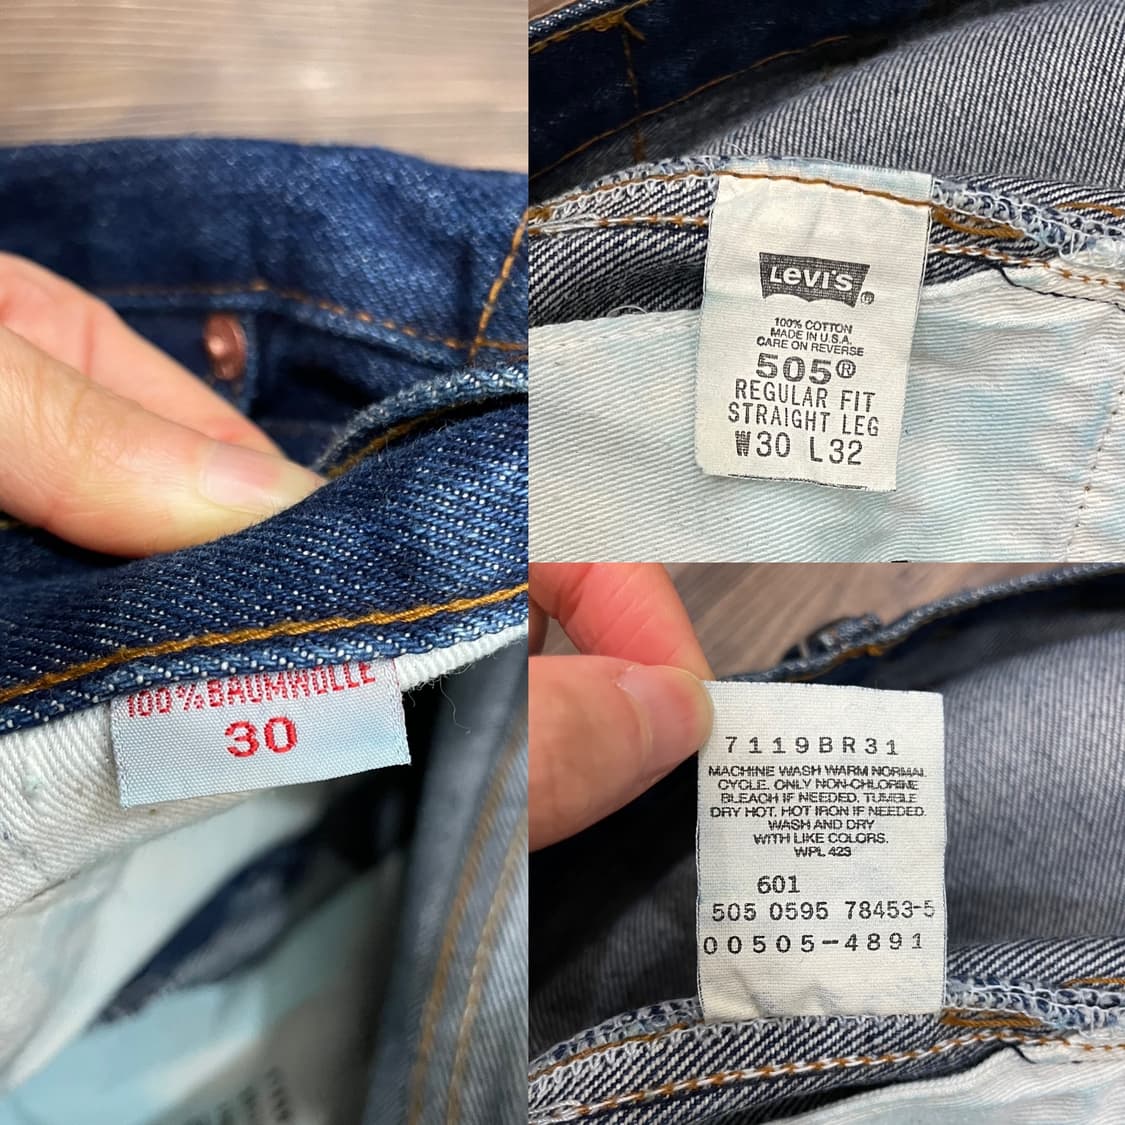 100%BAUMWOLLE
30
Levi's®
100% COTTON
MADE IN U.S.A.
CARE ON REVERSE
505®
REGULAR FIT
STRAIGHT LEG
W30 L32
7119BR31
MACHINE WASH WARM NORMAL
CYCLE. ONLY NON-CHLORINE
BLEACH IF NEEDED. TUMBLE
DRY HOT. HOT IRON IF NEEDED.
WASH AND DRY
WITH LIKE COLORS.
WPL 423
601
505 0595 78453-5
00505-4891